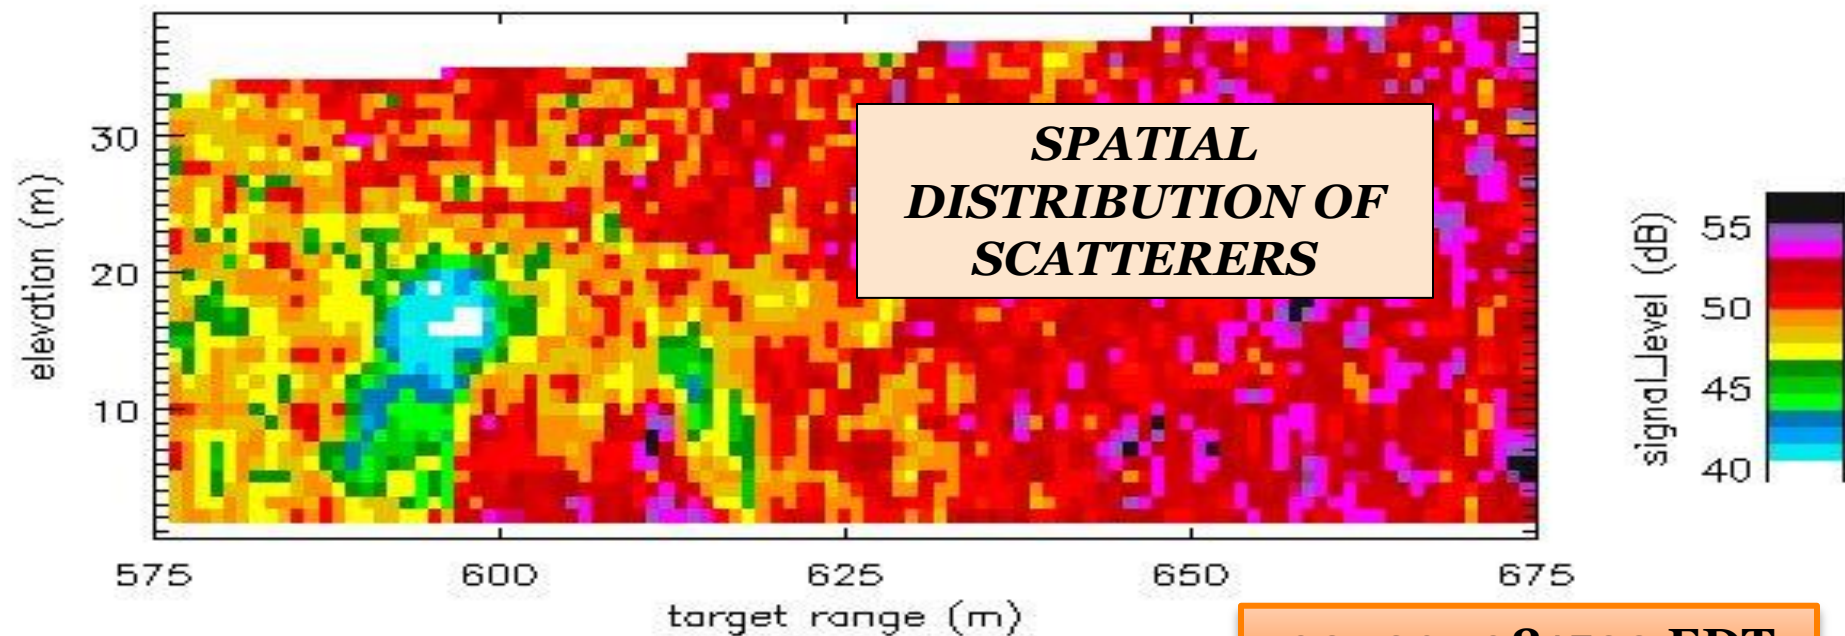 SPATIAL
DISTRIBUTION OF
SCATTERERS
30
20
10
elevation (m)
575 600 625 650 675
target range (m)
55
50
45
40
signal_level (dB)
EDT